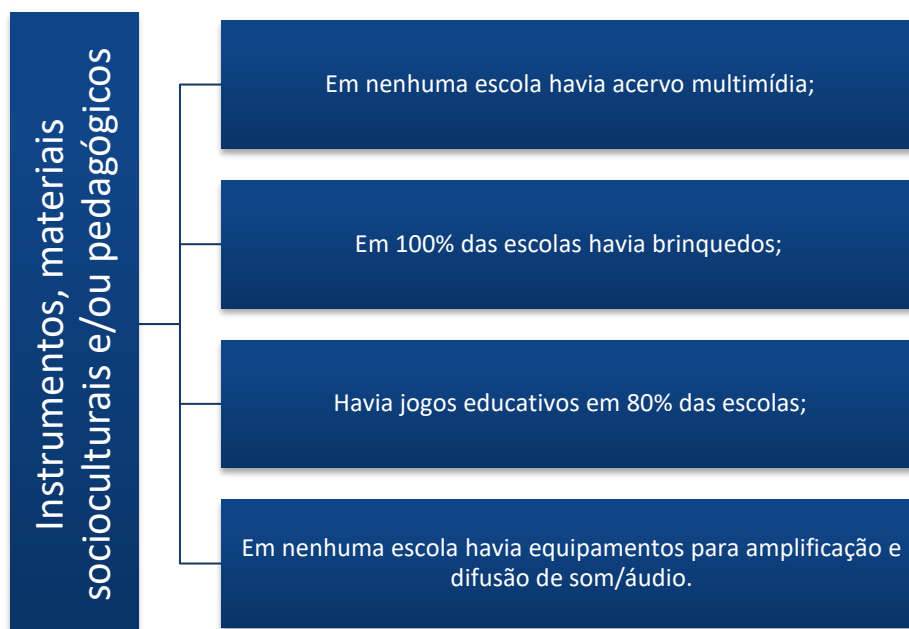 Instrumentos, materiais
socioculturais e/ou pedagógicos
Em nenhuma escola havia acervo multimídia;
Em 100% das escolas havia brinquedos;
Havia jogos educativos em 80% das escolas;
Em nenhuma escola havia equipamentos para amplificação e
difusão de som/áudio.